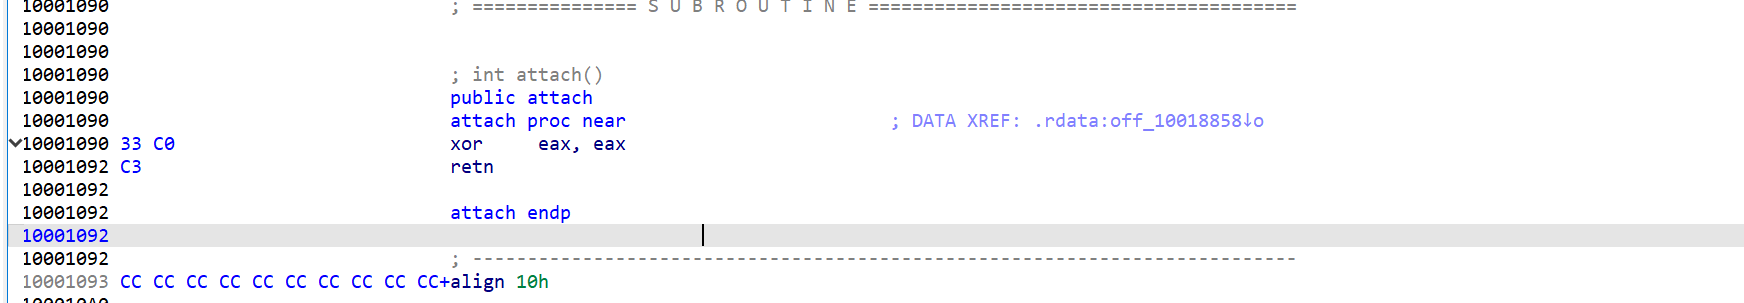 10001090 ; =============== S U B R O U T I N E =======================================
10001090
10001090
10001090 ; int attach()
10001090 public attach
10001090 attach proc near ; DATA XREF: .rdata:off_10018858↓o
10001090 33 C0 xor eax, eax
10001092 C3 retn
10001092
10001092 attach endp
10001092
10001092 ; ---------------------------------------------------------------------------
10001093 CC CC CC CC CC CC CC CC CC CC+align 10h
100010A0